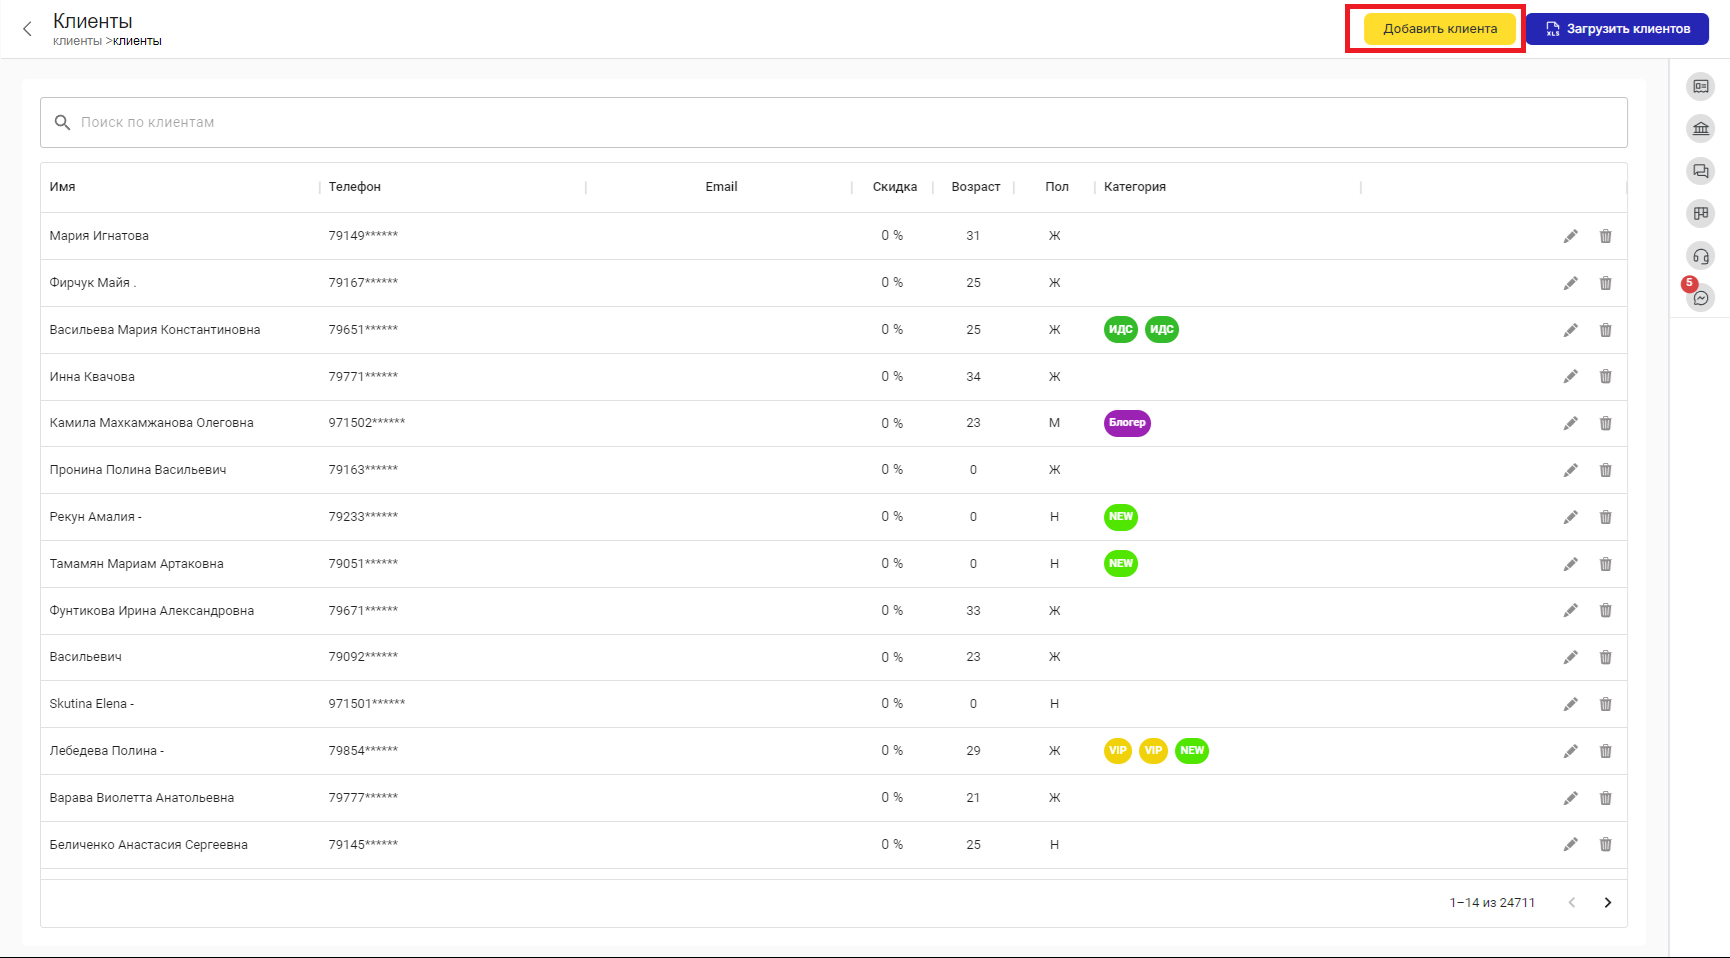 Клиенты
клиенты >клиенты
Добавить клиента
XLS Загрузить клиентов
Поиск по клиентам
Имя Телефон Email Скидка Возраст Пол Категория
Мария Игнатова 79149****** 0 % 31 Ж
Фирчук Майя . 79167****** 0 % 25 Ж
Васильева Мария Константиновна 79651****** 0 % 25 Ж ИДС ИДС
Инна Квачова 79771****** 0 % 34 Ж
Камила Махкамжанова Олеговна 971502****** 0 % 23 М Блогер
Пронина Полина Васильевич 79163****** 0 % 0 Ж
Рекун Амалия - 79233****** 0 % 0 Н NEW
Тамамян Мариам Артаковна 79051****** 0 % 0 Н NEW
Фунтикова Ирина Александровна 79671****** 0 % 33 Ж
Васильевич 79092****** 0 % 23 Ж
Skutina Elena - 971501****** 0 % 0 Н
Лебедева Полина - 79854****** 0 % 29 Ж VIP VIP NEW
Варава Виолетта Анатольевна 79777****** 0 % 21 Ж
Беличенко Анастасия Сергеевна 79145****** 0 % 25 Н
1–14 из 24711
5